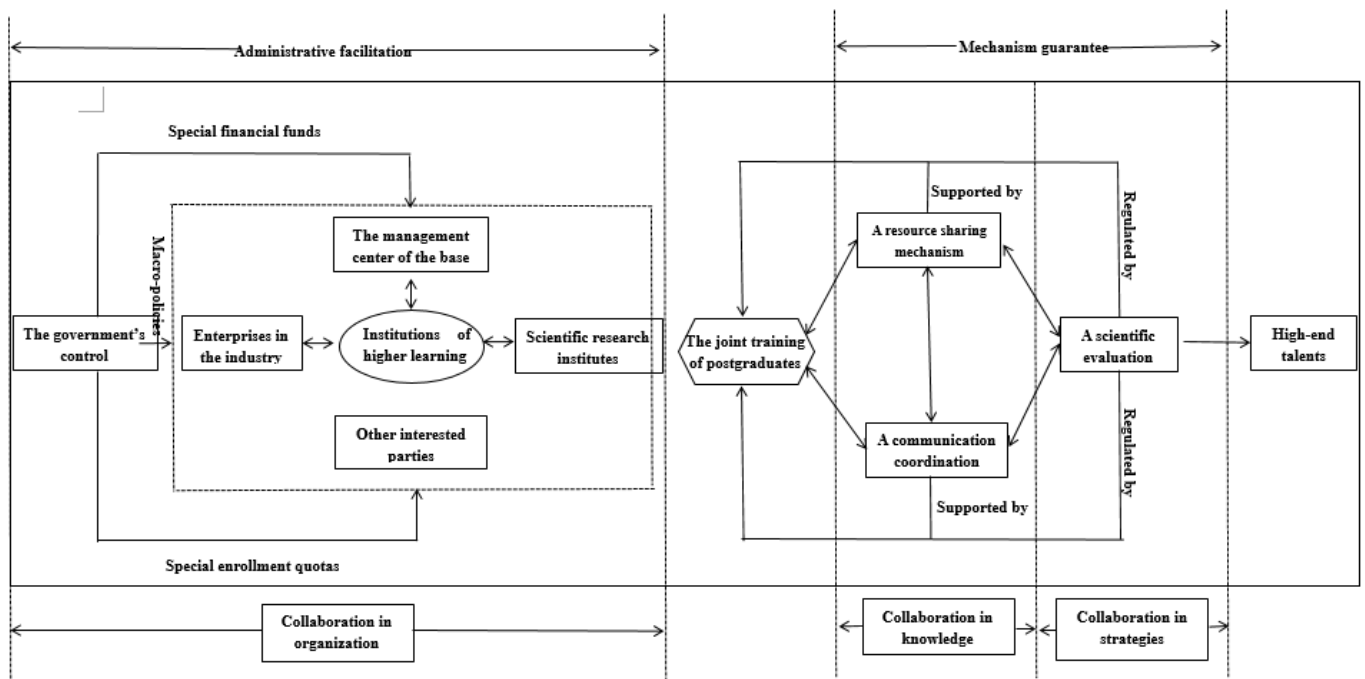 Administrative facilitation
Mechanism guarantee
Special financial funds
Macro-policies
The management
center of the base
The government's
control
Enterprises in
the industry
Institutions of
higher learning
Scientific research
institutes
Other interested
parties
Special enrollment quotas
The joint training
of postgraduates
Supported by
A resource sharing
mechanism
Regulated by
A scientific
evaluation
High-end
talents
A communication
coordination
Regulated by
Supported by
Collaboration in
organization
Collaboration in
knowledge
Collaboration in
strategies